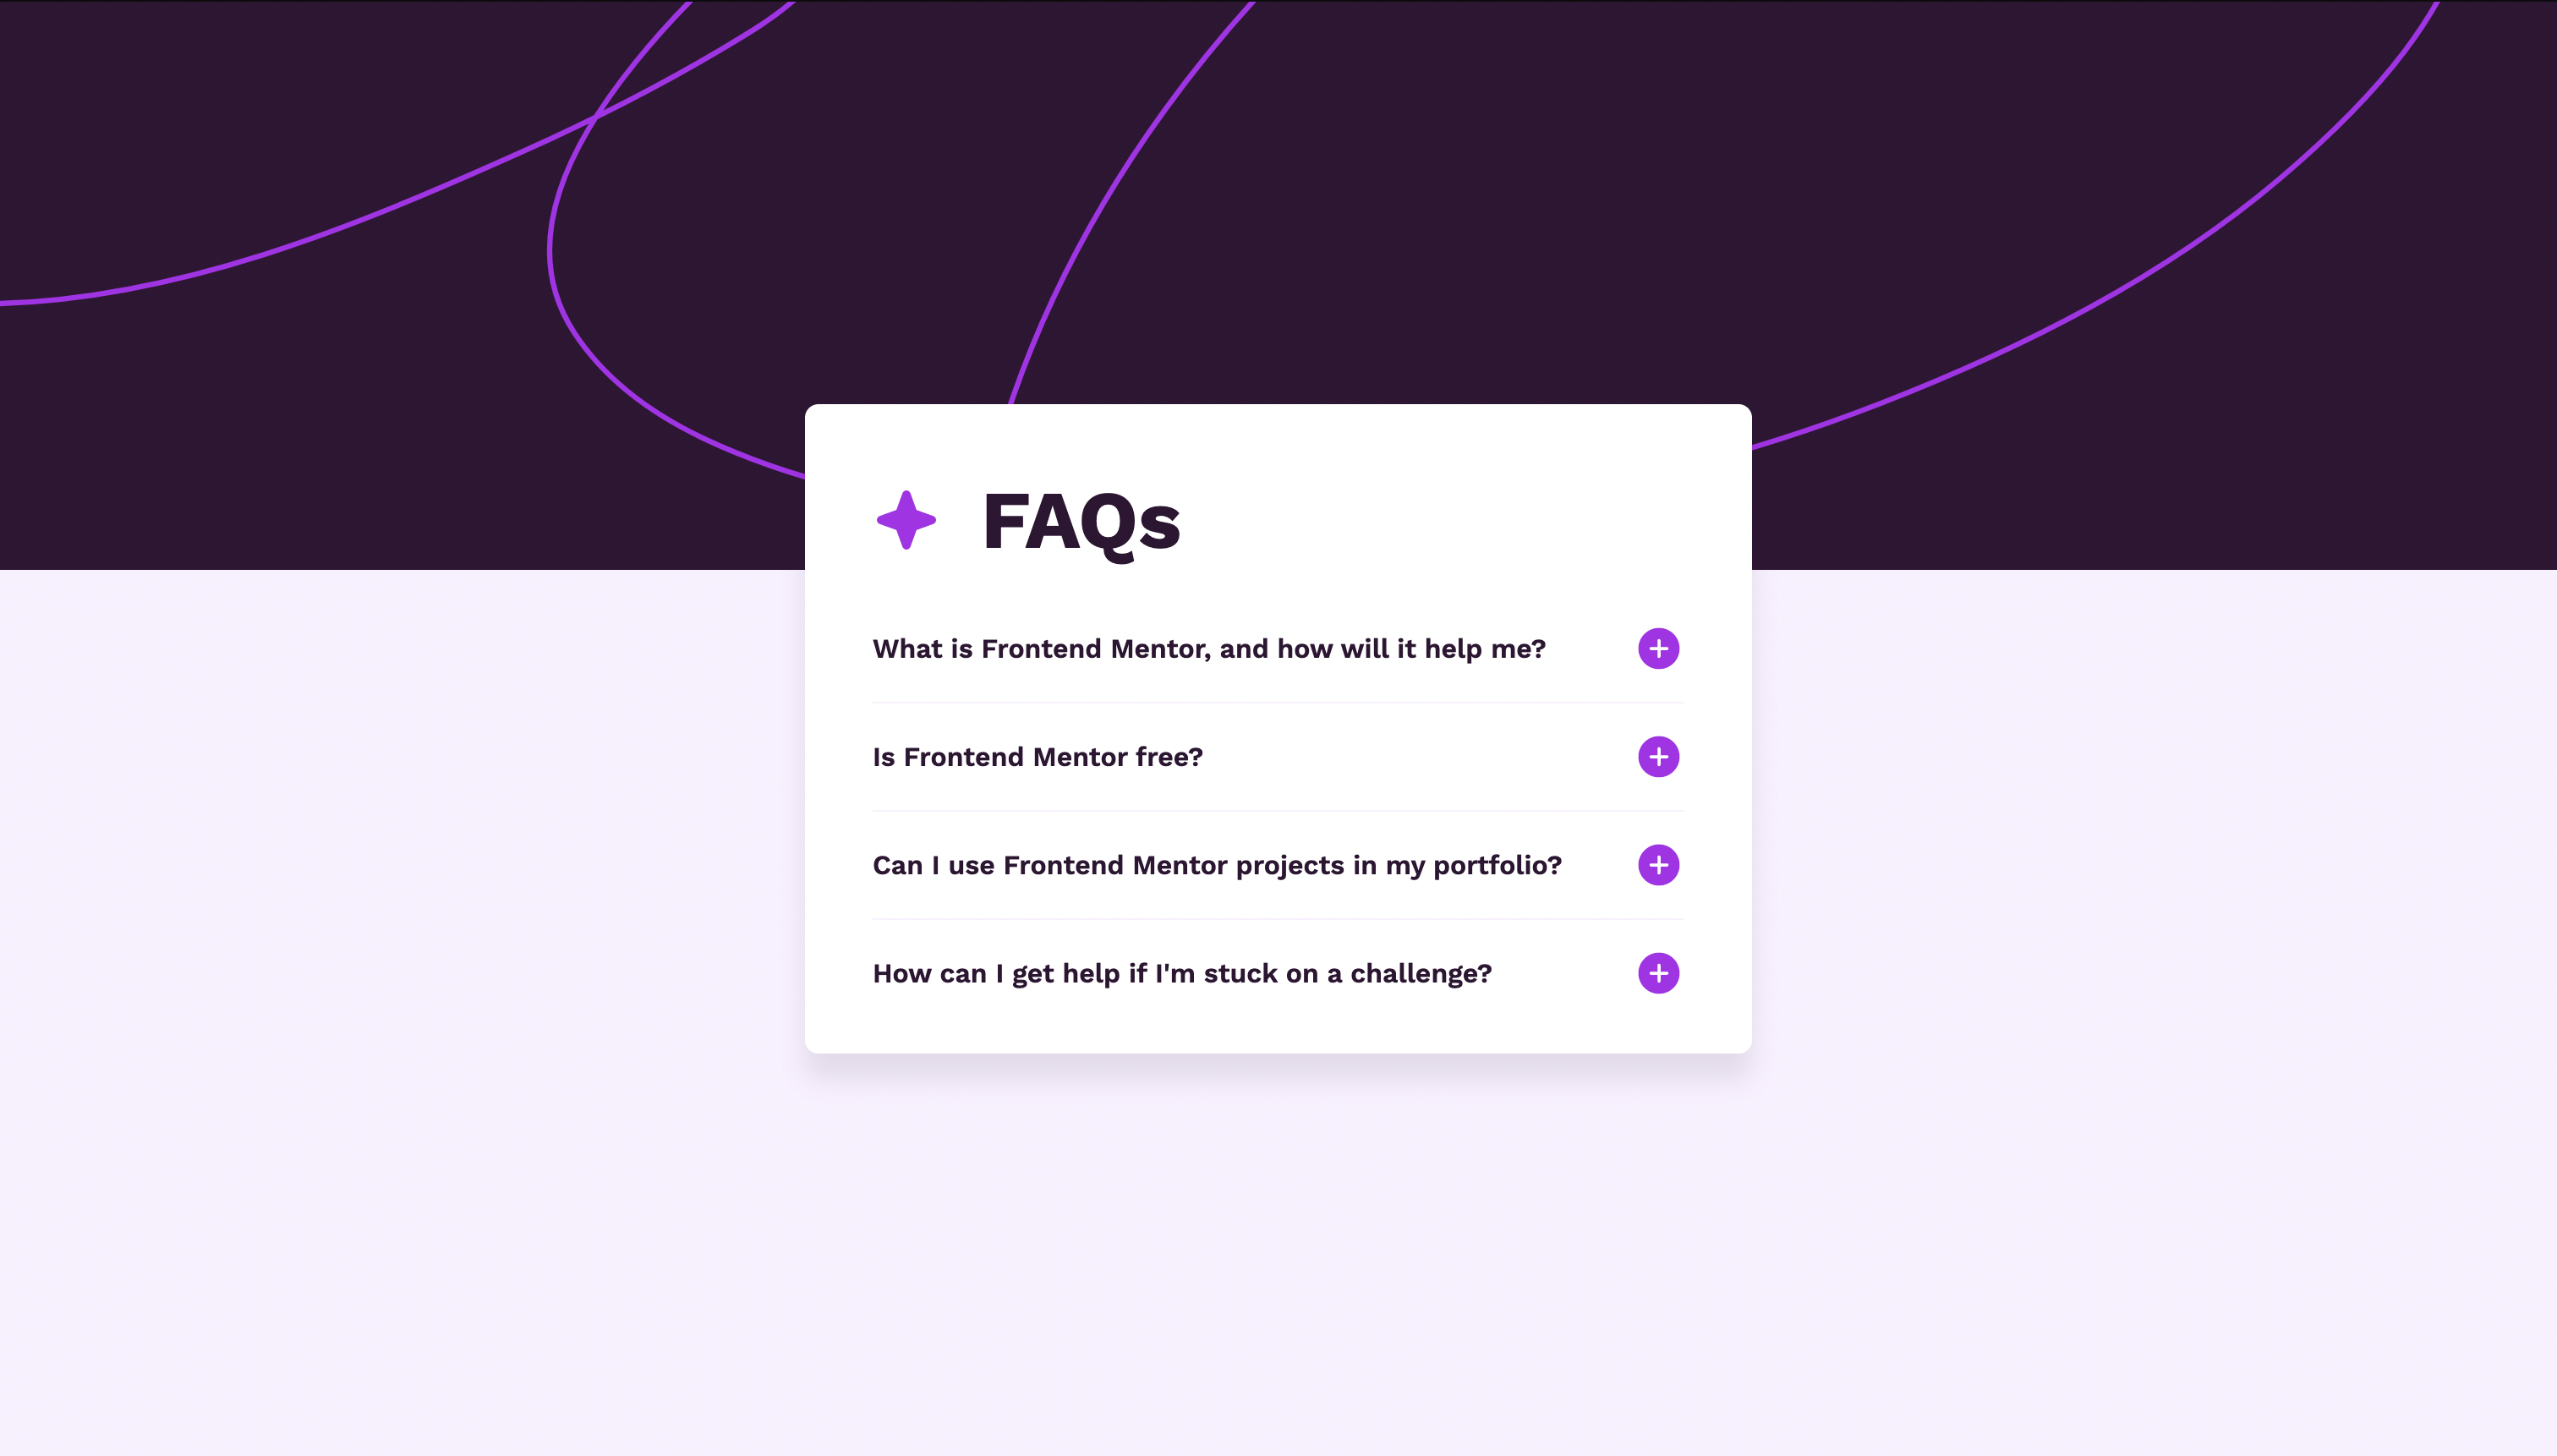 FAQs
What is Frontend Mentor, and how will it help me?
Is Frontend Mentor free?
Can I use Frontend Mentor projects in my portfolio?
How can I get help if I'm stuck on a challenge?